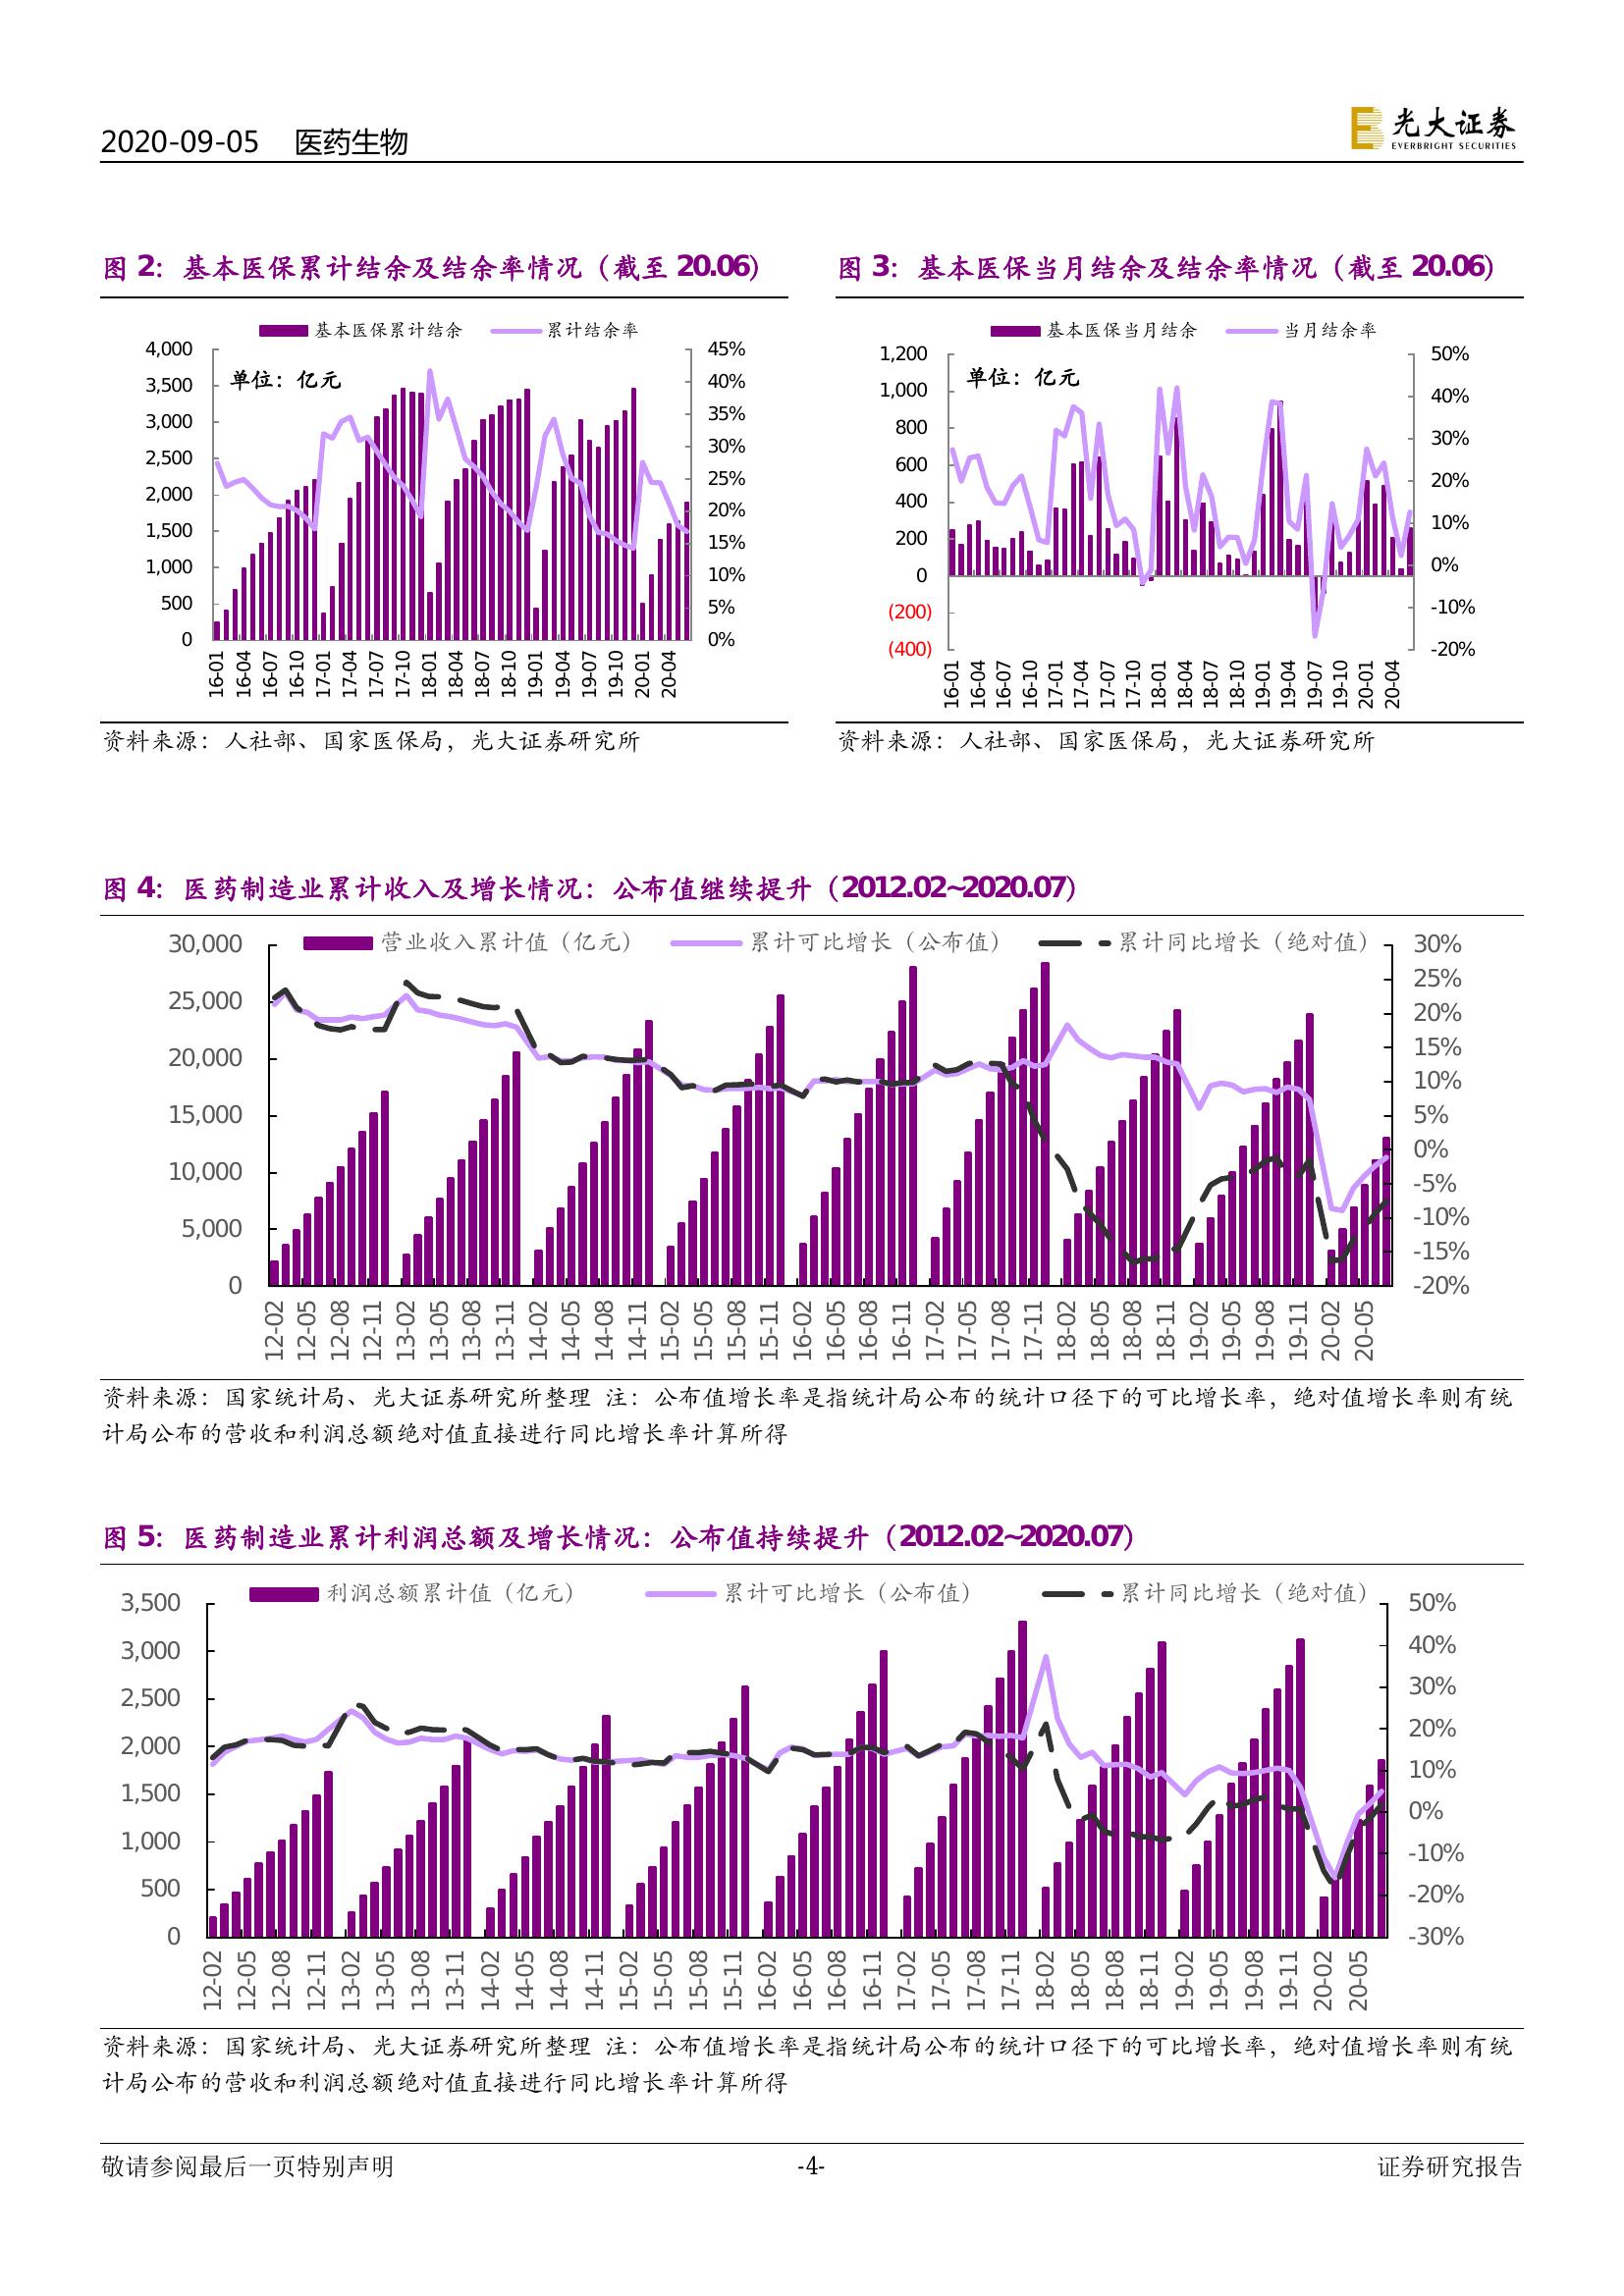 2020-09-05 医药生物
光大证券
EVERBRIGHT SECURITIES
图 2：基本医保累计结余及结余率情况（截至 20.06）
基本医保累计结余 累计结余率
单位：亿元
4,000
3,500
3,000
2,500
2,000
1,500
1,000
500
0
45%
40%
35%
30%
25%
20%
15%
10%
5%
0%
16-01 16-04 16-07 16-10 17-01 17-04 17-07 17-10 18-01 18-04 18-07 18-10 19-01 19-04 19-07 19-10 20-01 20-04
资料来源：人社部、国家医保局，光大证券研究所
图 3：基本医保当月结余及结余率情况（截至 20.06）
基本医保当月结余 当月结余率
单位：亿元
1,200
1,000
800
600
400
200
0
(200)
(400)
50%
40%
30%
20%
10%
0%
-10%
-20%
16-01 16-04 16-07 16-10 17-01 17-04 17-07 17-10 18-01 18-04 18-07 18-10 19-01 19-04 19-07 19-10 20-01 20-04
资料来源：人社部、国家医保局，光大证券研究所
图 4：医药制造业累计收入及增长情况：公布值继续提升（2012.02~2020.07）
营业收入累计值（亿元） 累计可比增长（公布值） 累计同比增长（绝对值）
30,000
25,000
20,000
15,000
10,000
5,000
0
30%
25%
20%
15%
10%
5%
0%
-5%
-10%
-15%
-20%
12-02 12-05 12-08 12-11 13-02 13-05 13-08 13-11 14-02 14-05 14-08 14-11 15-02 15-05 15-08 15-11 16-02 16-05 16-08 16-11 17-02 17-05 17-08 17-11 18-02 18-05 18-08 18-11 19-02 19-05 19-08 19-11 20-02 20-05
资料来源：国家统计局、光大证券研究所整理 注：公布值增长率是指统计局公布的统计口径下的可比增长率，绝对值增长率则有统
计局公布的营收和利润总额绝对值直接进行同比增长率计算所得
图 5：医药制造业累计利润总额及增长情况：公布值持续提升（2012.02~2020.07）
利润总额累计值（亿元） 累计可比增长（公布值） 累计同比增长（绝对值）
3,500
3,000
2,500
2,000
1,500
1,000
500
0
50%
40%
30%
20%
10%
0%
-10%
-20%
-30%
12-02 12-05 12-08 12-11 13-02 13-05 13-08 13-11 14-02 14-05 14-08 14-11 15-02 15-05 15-08 15-11 16-02 16-05 16-08 16-11 17-02 17-05 17-08 17-11 18-02 18-05 18-08 18-11 19-02 19-05 19-08 19-11 20-02 20-05
资料来源：国家统计局、光大证券研究所整理 注：公布值增长率是指统计局公布的统计口径下的可比增长率，绝对值增长率则有统
计局公布的营收和利润总额绝对值直接进行同比增长率计算所得
敬请参阅最后一页特别声明 -4- 证券研究报告